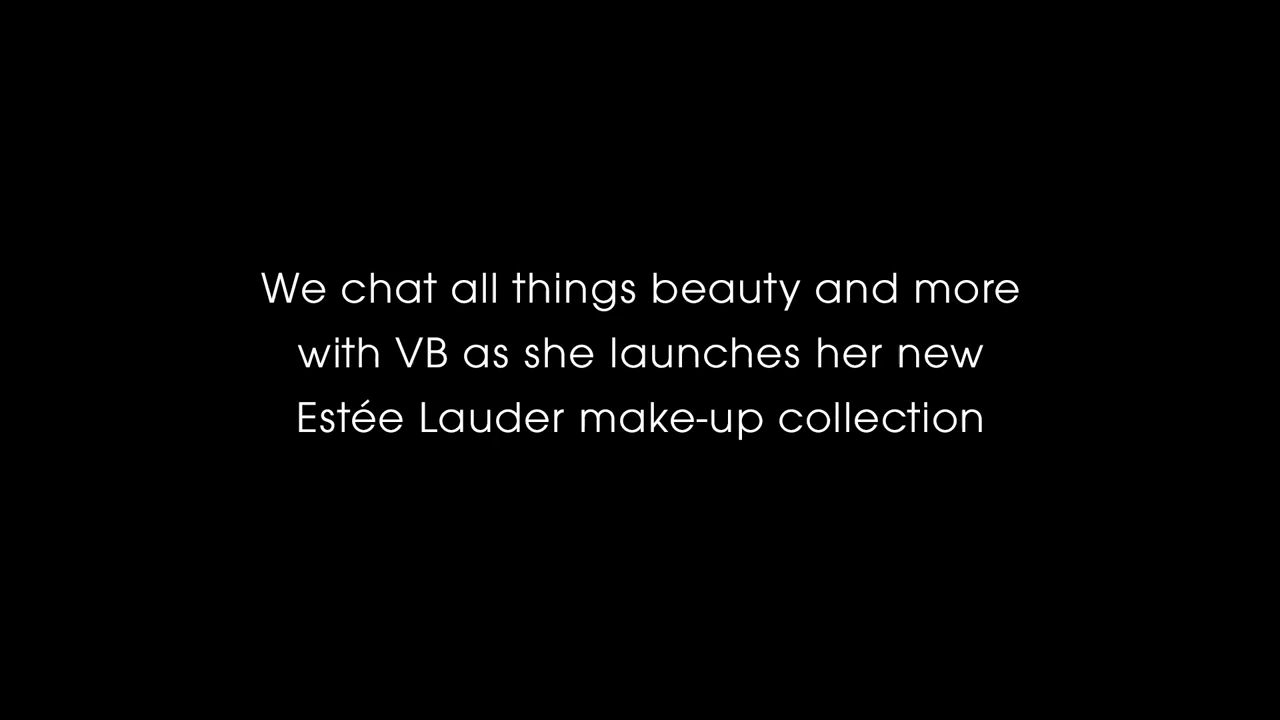 We chat all things beauty and more
with VB as she launches her new
Estée Lauder make-up collection